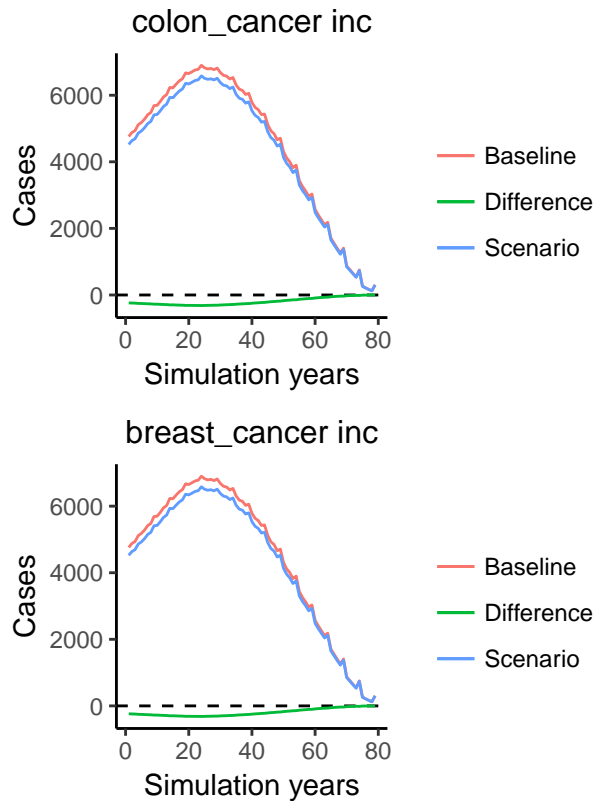 colon_cancer inc
Cases
6000
4000
2000
0
0 20 40 60 80
Simulation years
Baseline
Difference
Scenario
breast_cancer inc
Cases
6000
4000
2000
0
0 20 40 60 80
Simulation years
Baseline
Difference
Scenario